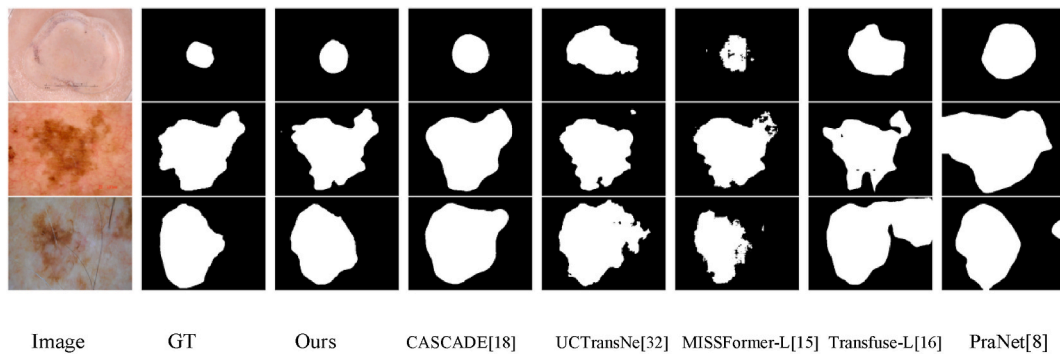 Image GT Ours CASCADE[18] UCTransNe[32] MISSFormer-L[15] Transfuse-L[16] PraNet[8]